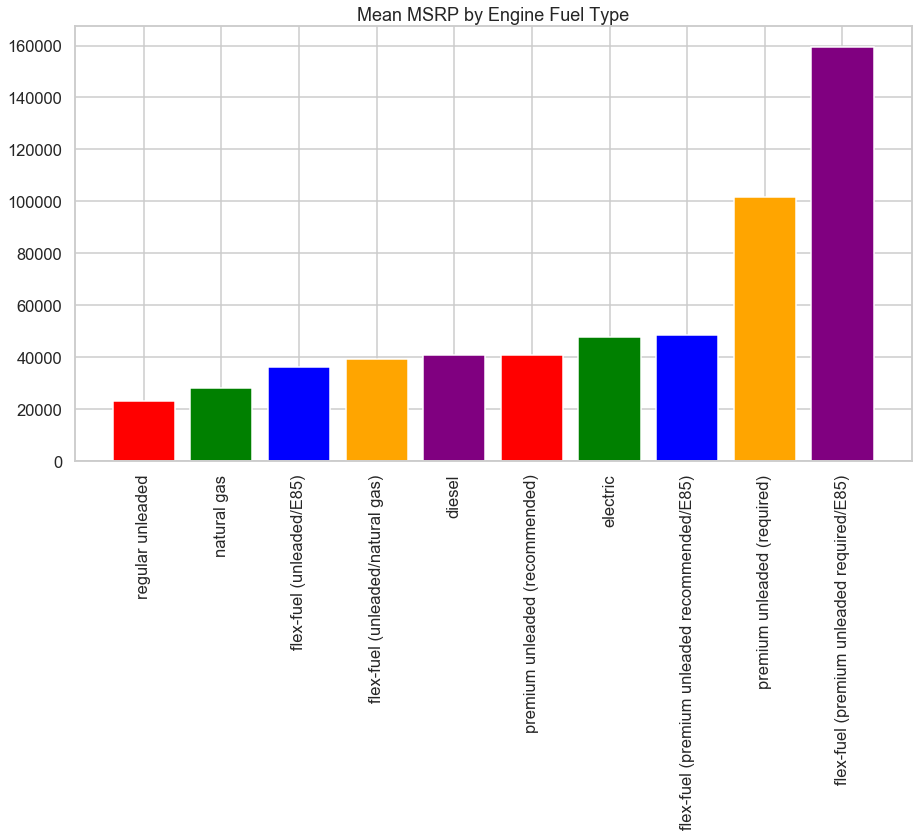 Mean MSRP by Engine Fuel Type
160000
140000
120000
100000
80000
60000
40000
20000
0
regular unleaded
natural gas
flex-fuel (unleaded/E85)
flex-fuel (unleaded/natural gas)
diesel
premium unleaded (recommended)
electric
flex-fuel (premium unleaded recommended/E85)
premium unleaded (required)
flex-fuel (premium unleaded required/E85)